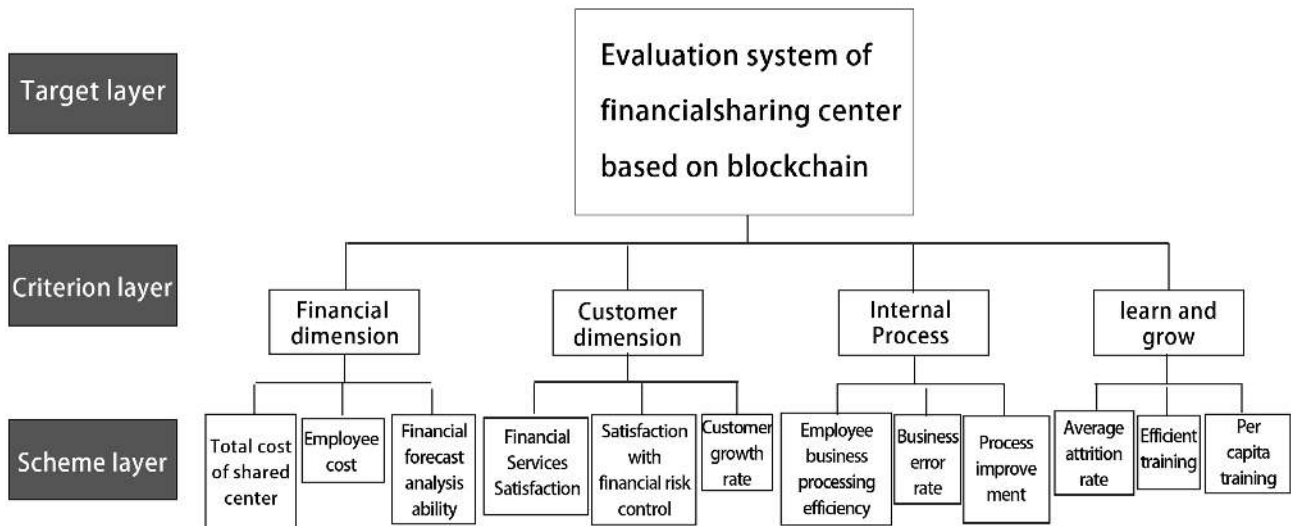 Target layer
Evaluation system of
financialsharing center
based on blockchain
Criterion layer
Financial
dimension
Customer
dimension
Internal
Process
learn and
grow
Scheme layer
Total cost
of shared
center
Employee
cost
Financial
forecast
analysis
ability
Financial
Services
Satisfaction
Satisfaction
with
financial risk
control
Customer
growth
rate
Employee
business
processing
efficiency
Business
error
rate
Process
improve
ment
Average
attrition
rate
Efficient
training
Per
capita
training